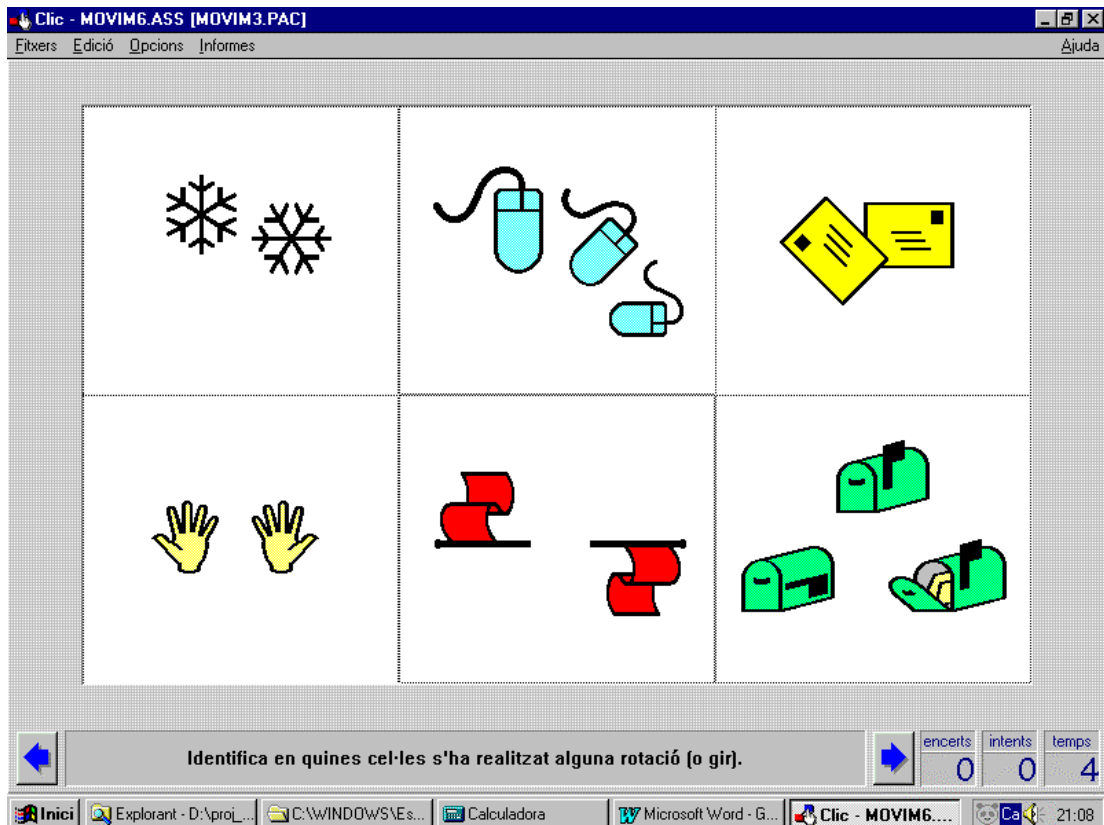 Clic - MOVIM6.ASS [MOVIM3.PAC]
Fitxers Edició Opcions Informes Ajuda
Identifica en quines cel·les s'ha realitzat alguna rotació (o gir).
encerts intents temps
0 0 4
Inici Explorant - D:\proj_... C:\WINDOWS\Es... Calculadora Microsoft Word - G... Clic - MOVIM6.... Ca 21:08